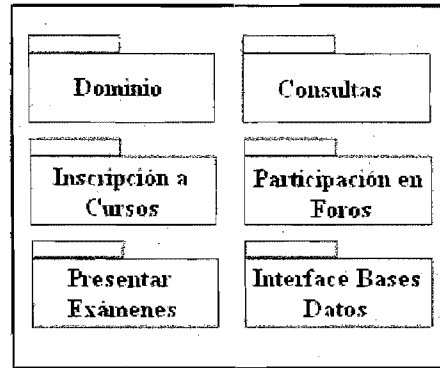 Dominio
Consultas
Inscripción a
Cursos
Participación en
Foros
Presentar
Exámenes
Interface Bases
Datos